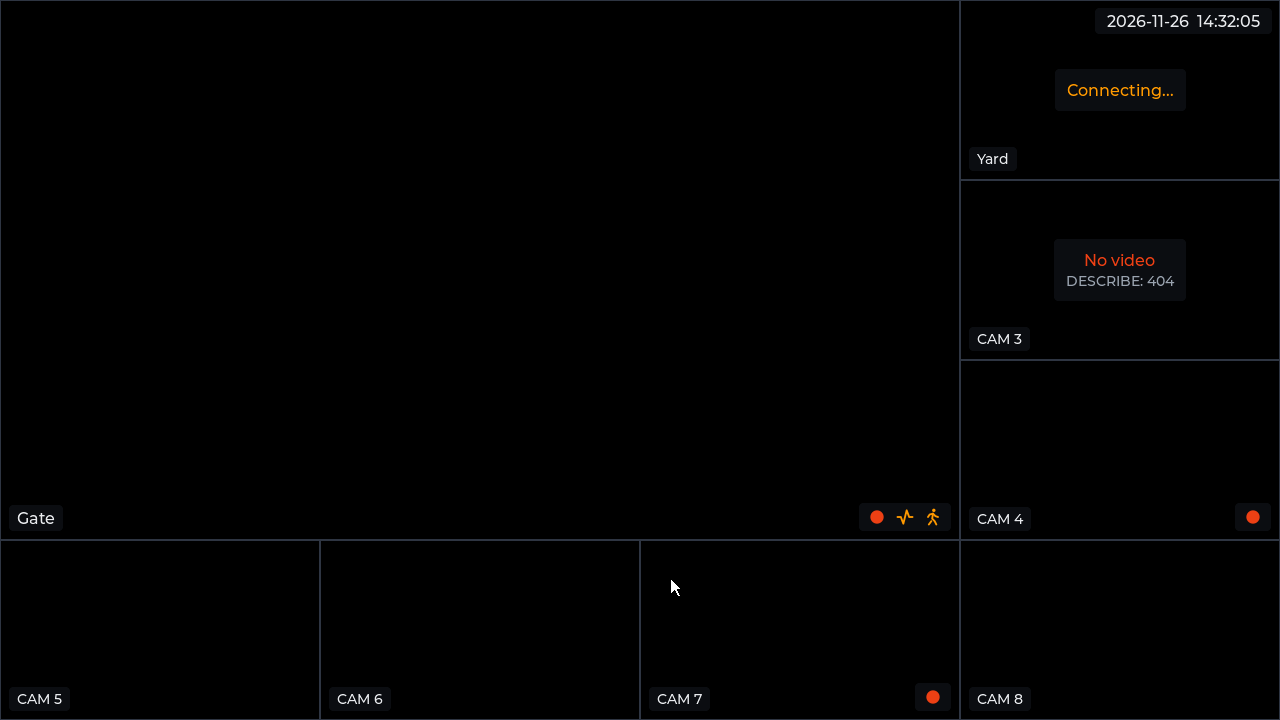 2026-11-26 14:32:05
Connecting...
Yard
No video
DESCRIBE: 404
CAM 3
Gate
CAM 4
CAM 5
CAM 6
CAM 7
CAM 8